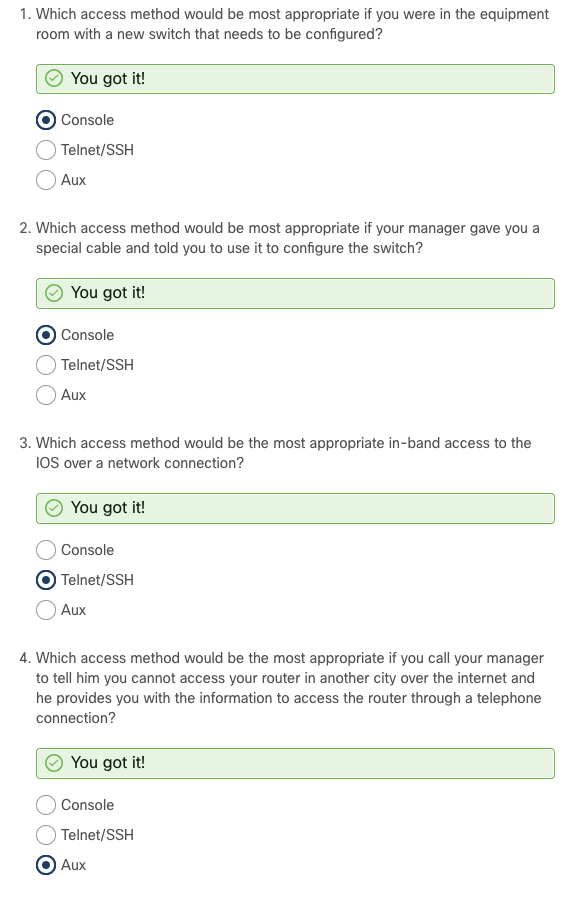 1. Which access method would be most appropriate if you were in the equipment
room with a new switch that needs to be configured?
You got it!
Console
Telnet/SSH
Aux
2. Which access method would be most appropriate if your manager gave you a
special cable and told you to use it to configure the switch?
You got it!
Console
Telnet/SSH
Aux
3. Which access method would be the most appropriate in-band access to the
IOS over a network connection?
You got it!
Console
Telnet/SSH
Aux
4. Which access method would be the most appropriate if you call your manager
to tell him you cannot access your router in another city over the internet and
he provides you with the information to access the router through a telephone
connection?
You got it!
Console
Telnet/SSH
Aux